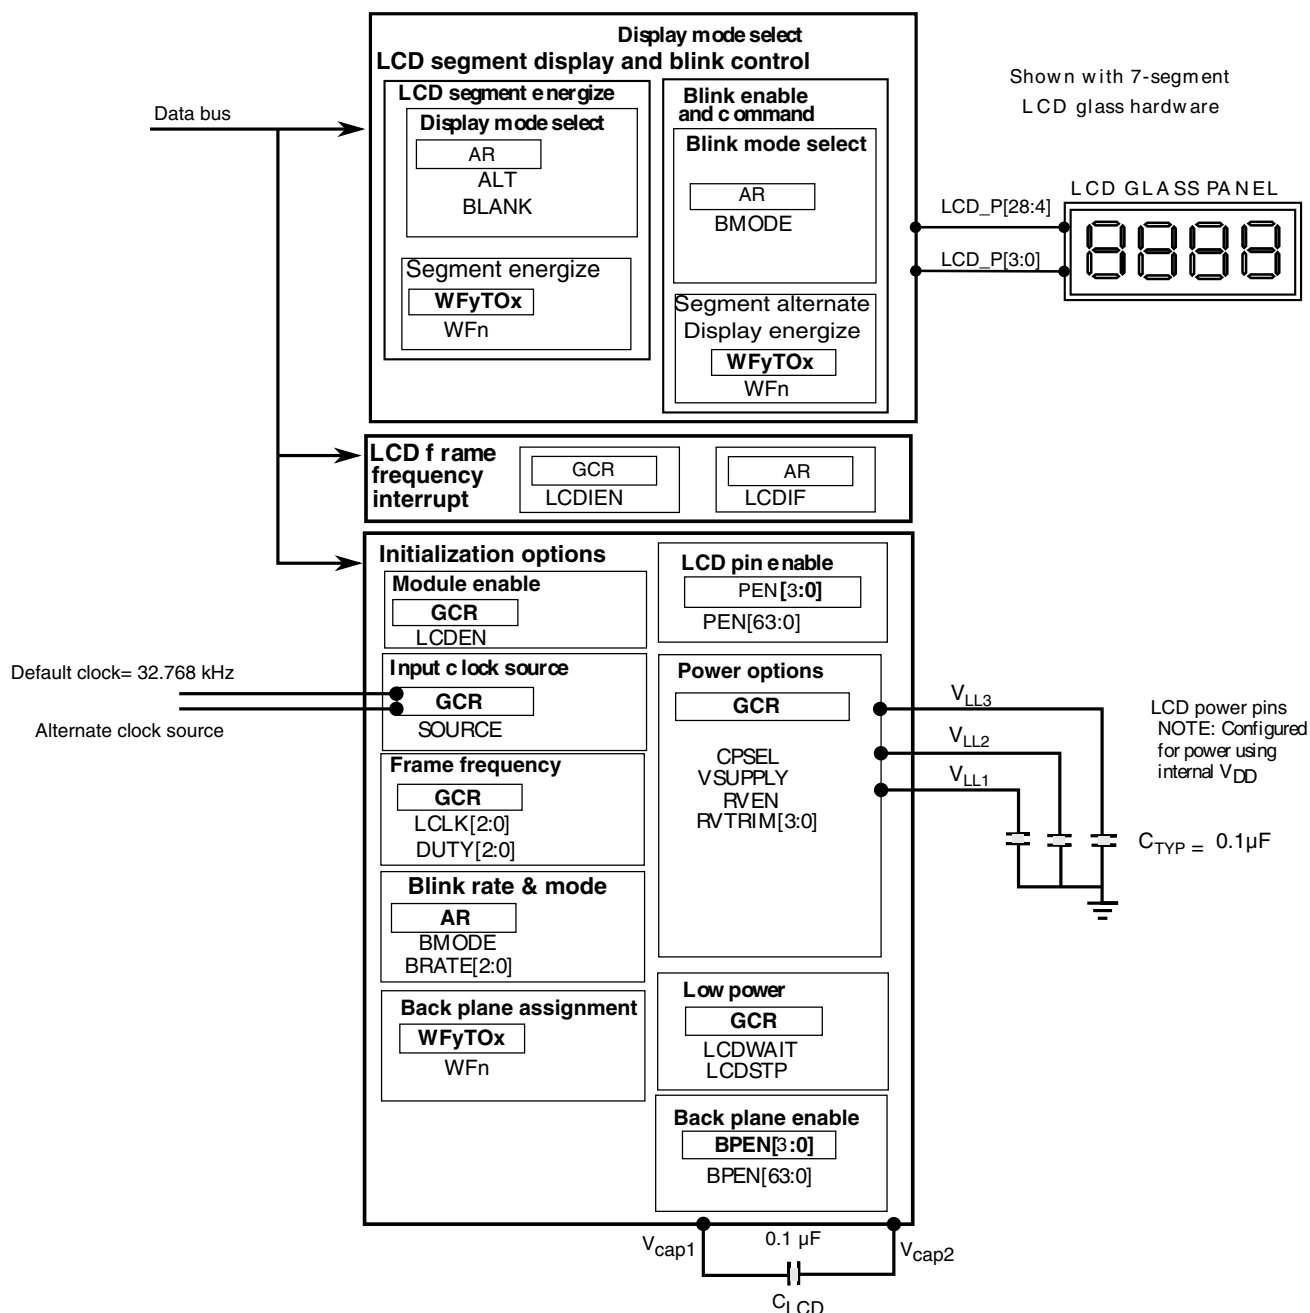 Display mode select
LCD segment display and blink control
LCD segment energize
Display mode select
AR
ALT
BLANK
Segment energize
WFyTOx
WFn
Blink enable
and command
Blink mode select
AR
BMODE
Segment alternate
Display energize
WFyTOx
WFn
Data bus
Shown with 7-segment
LCD glass hardware
LCD GLASS PANEL
LCD_P[28:4]
LCD_P[3:0]
LCD frame
frequency
interrupt
GCR
LCDIEN
AR
LCDIF
Initialization options
Module enable
GCR
LCDEN
Input clock source
GCR
SOURCE
Default clock= 32.768 kHz
Alternate clock source
Frame frequency
GCR
LCLK[2:0]
DUTY[2:0]
Blink rate & mode
AR
BMODE
BRATE[2:0]
Back plane assignment
WFyTOx
WFn
LCD pin enable
PEN[3:0]
PEN[63:0]
Power options
GCR
CPSEL
VSUPPLY
RVEN
RVTRIM[3:0]
Low power
GCR
LCDWAIT
LCDSTP
Back plane enable
BPEN[3:0]
BPEN[63:0]
VLL3
VLL2
VLL1
LCD power pins
NOTE: Configured
for power using
internal VDD
CTYP = 0.1µF
Vcap1
0.1 µF
Vcap2
CLCD